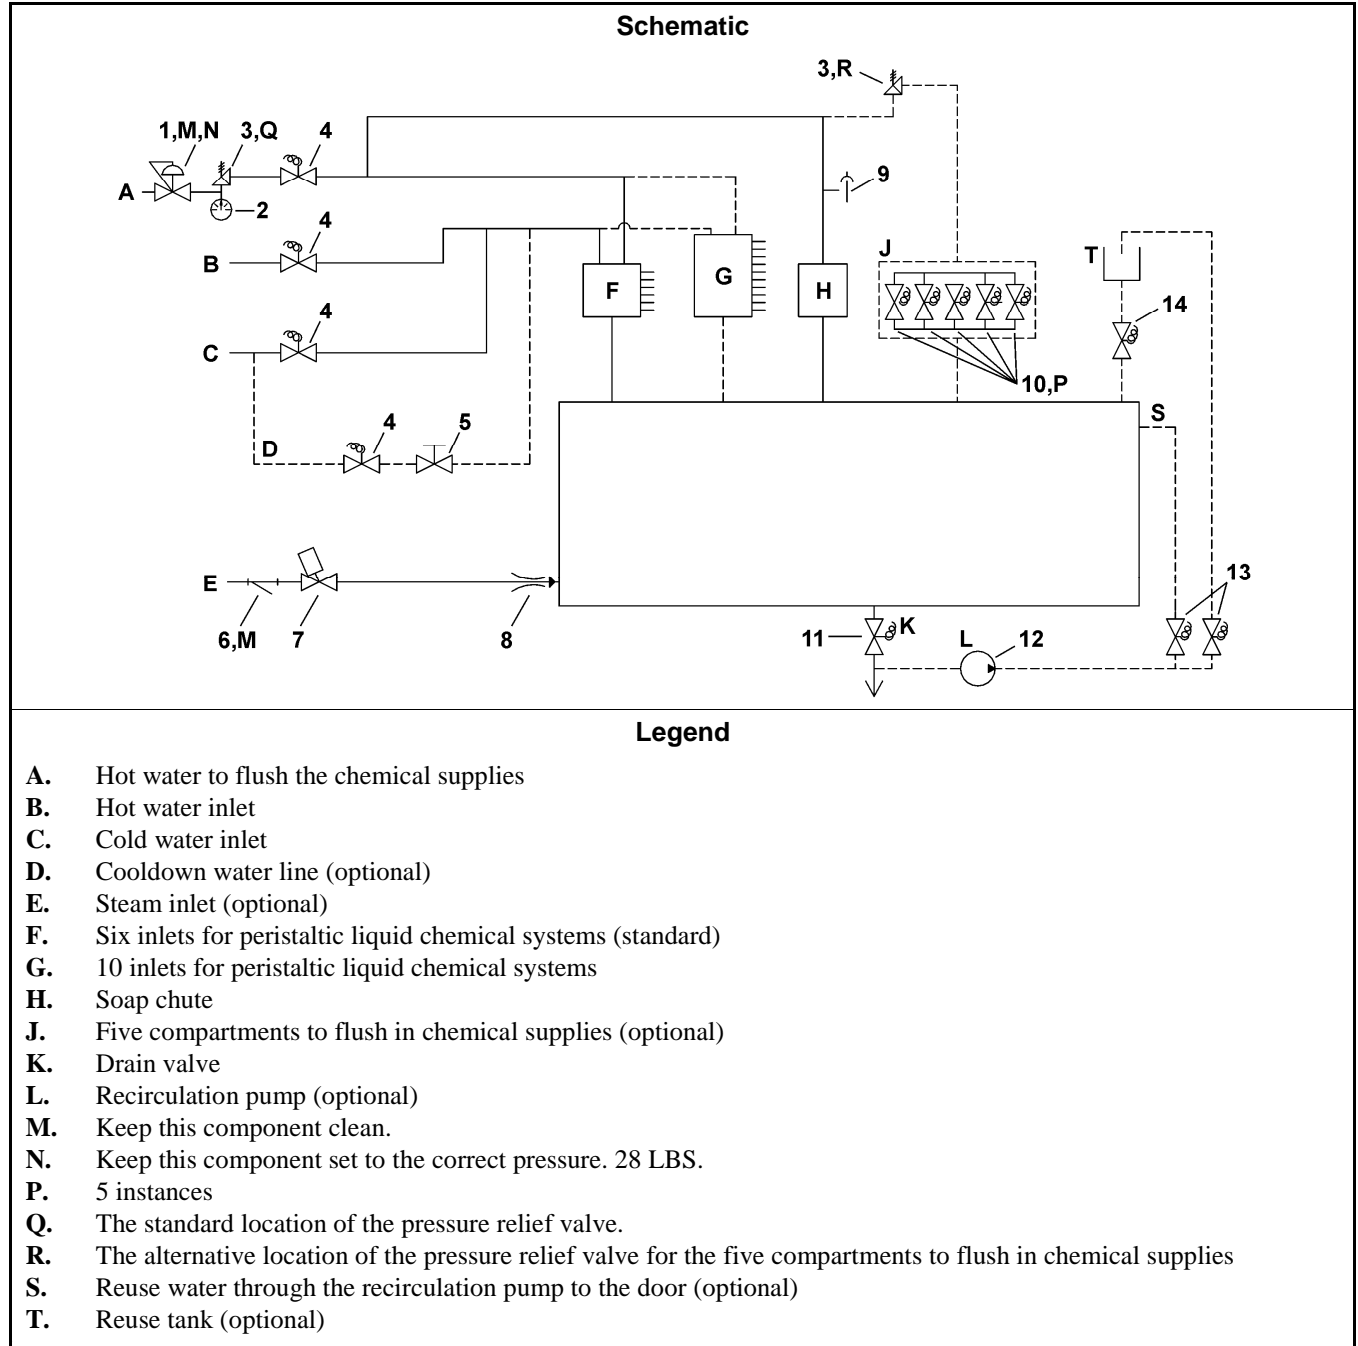 Schematic
3,R
1,M,N 3,Q 4
9
A
2
4
B
J
T
F
G
H
14
4
C
10,P
S
4 5
D
13
E
6,M 7 8
11 K L 12
Legend
A. Hot water to flush the chemical supplies
B. Hot water inlet
C. Cold water inlet
D. Cooldown water line (optional)
E. Steam inlet (optional)
F. Six inlets for peristaltic liquid chemical systems (standard)
G. 10 inlets for peristaltic liquid chemical systems
H. Soap chute
J. Five compartments to flush in chemical supplies (optional)
K. Drain valve
L. Recirculation pump (optional)
M. Keep this component clean.
N. Keep this component set to the correct pressure. 28 LBS.
P. 5 instances
Q. The standard location of the pressure relief valve.
R. The alternative location of the pressure relief valve for the five compartments to flush in chemical supplies
S. Reuse water through the recirculation pump to the door (optional)
T. Reuse tank (optional)